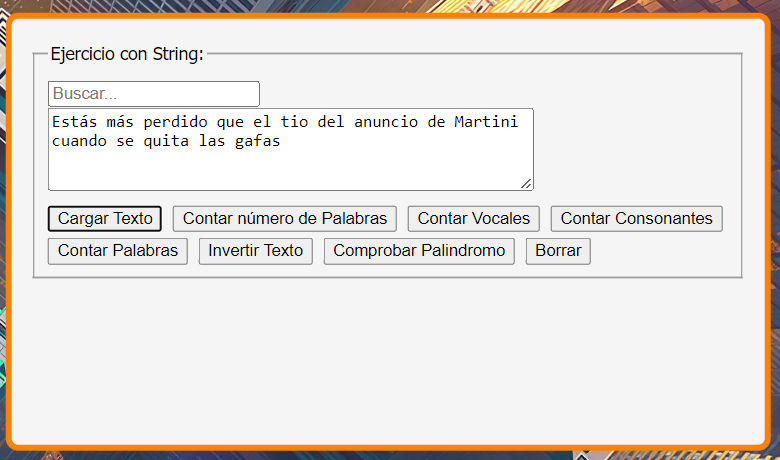 Ejercicio con String:
Buscar...
Estás más perdido que el tio del anuncio de Martini
cuando se quita las gafas
Cargar Texto Contar número de Palabras Contar Vocales Contar Consonantes
Contar Palabras Invertir Texto Comprobar Palindromo Borrar